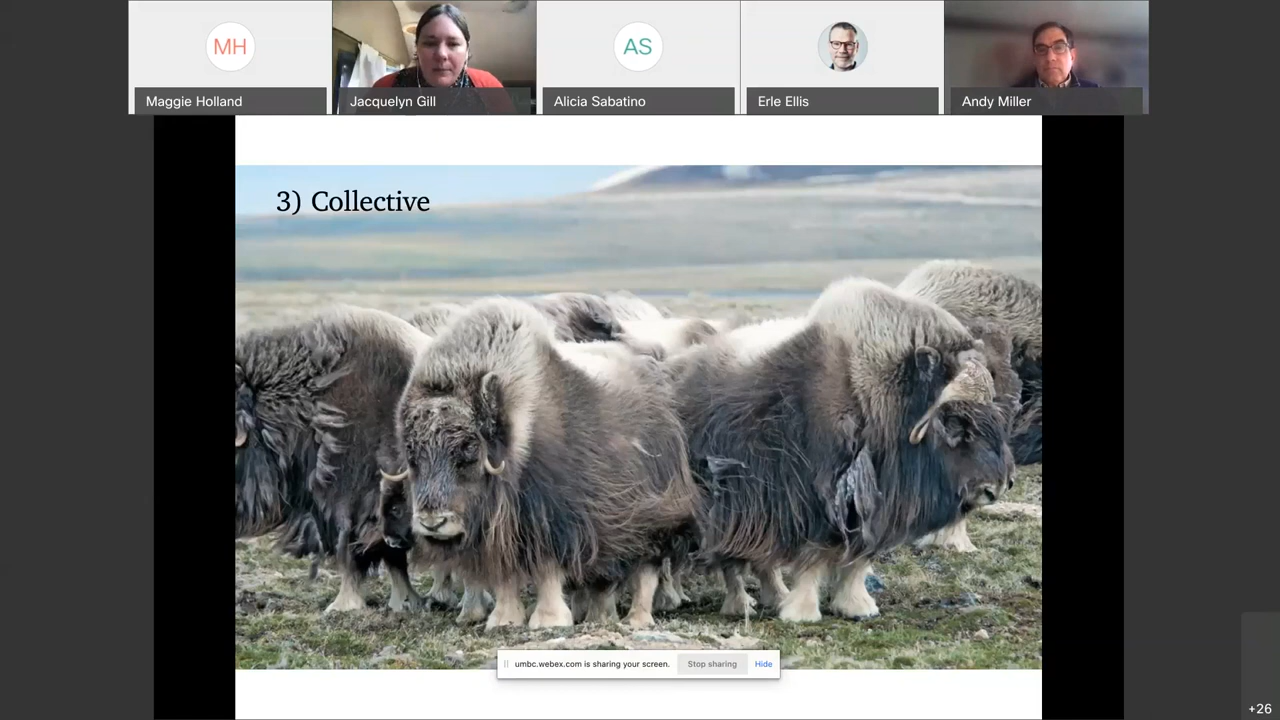 MH
Maggie Holland
Jacquelyn Gill
AS
Alicia Sabatino
Erle Ellis
Andy Miller
3) Collective
umbc.webex.com is sharing your screen.
Stop sharing
Hide
+26